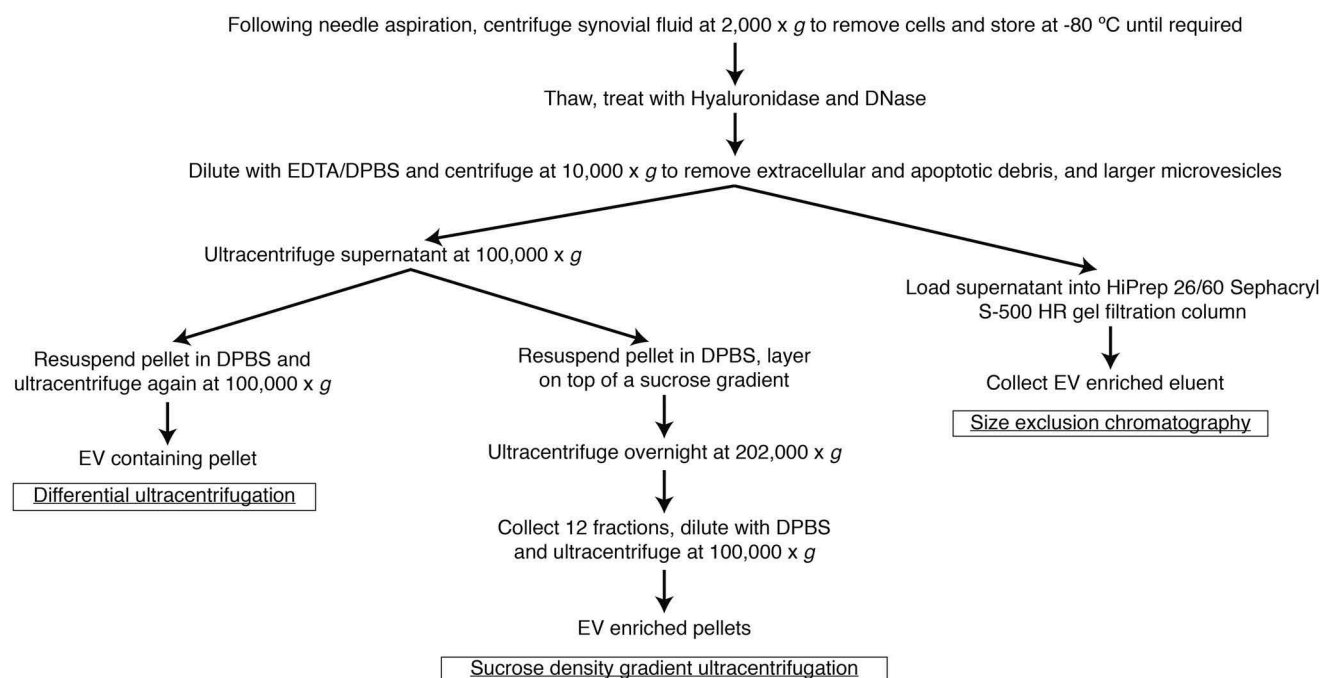 Following needle aspiration, centrifuge synovial fluid at 2,000 x g to remove cells and store at -80 ºC until required
Thaw, treat with Hyaluronidase and DNase
Dilute with EDTA/DPBS and centrifuge at 10,000 x g to remove extracellular and apoptotic debris, and larger microvesicles
Ultracentrifuge supernatant at 100,000 x g
Load supernatant into HiPrep 26/60 Sephacryl
S-500 HR gel filtration column
Resuspend pellet in DPBS and
ultracentrifuge again at 100,000 x g
Resuspend pellet in DPBS, layer
on top of a sucrose gradient
Collect EV enriched eluent
Size exclusion chromatography
EV containing pellet
Differential ultracentrifugation
Ultracentrifuge overnight at 202,000 x g
Collect 12 fractions, dilute with DPBS
and ultracentrifuge at 100,000 x g
EV enriched pellets
Sucrose density gradient ultracentrifugation